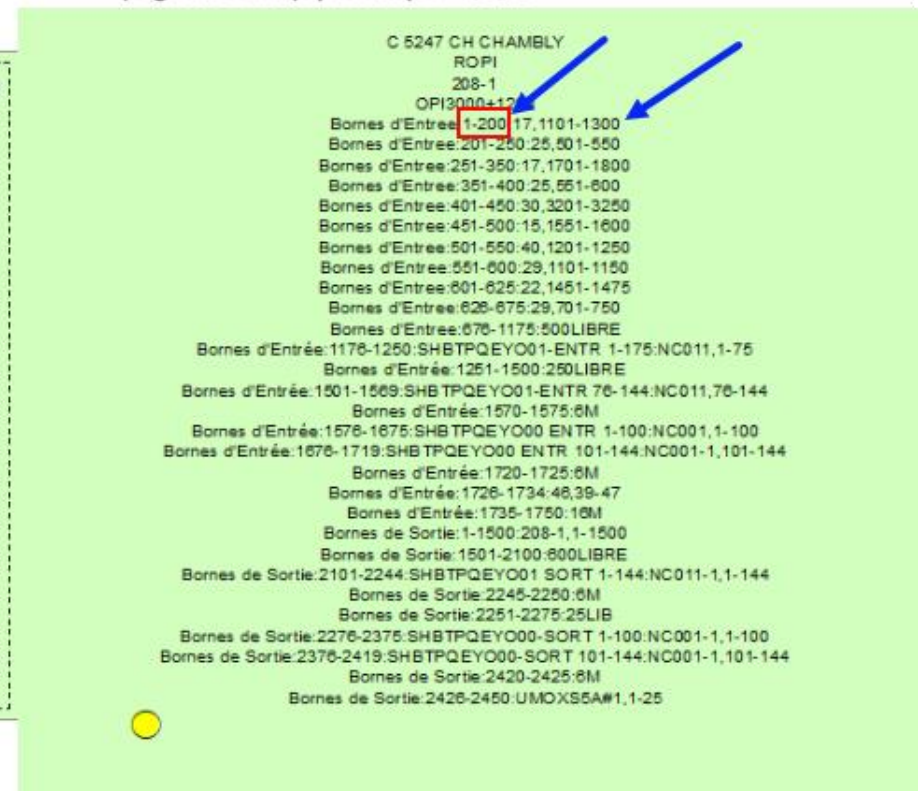 C 5247 CH CHAMBLY
ROPI
208-1
OPI3000+12
Bornes d'Entree 1-200 17,1101-1300
Bornes d'Entree:201-250:25,501-550
Bornes d'Entree:251-350:17,1701-1800
Bornes d'Entree:351-400:25,551-600
Bornes d'Entree:401-450:30,3201-3250
Bornes d'Entree:451-500:15,1551-1600
Bornes d'Entree:501-550:40,1201-1250
Bornes d'Entree:551-600:29,1101-1150
Bornes d'Entree:601-625:22,1451-1475
Bornes d'Entree:626-675:29,701-750
Bornes d'Entree:676-1175:500LIBRE
Bornes d'Entrée:1176-1250:SHBTPQEYO01-ENTR 1-175:NC011,1-75
Bornes d'Entrée:1251-1500:250LIBRE
Bornes d'Entrée:1501-1569:SHBTPQEYO01-ENTR 76-144:NC011,76-144
Bornes d'Entrée:1570-1575:6M
Bornes d'Entrée:1576-1675:SHBTPQEYO00 ENTR 1-100:NC001,1-100
Bornes d'Entrée:1676-1719:SHBTPQEYO00 ENTR 101-144:NC001-1,101-144
Bornes d'Entrée:1720-1725:6M
Bornes d'Entrée:1726-1734:46,39-47
Bornes d'Entrée:1735-1750:16M
Bornes de Sortie:1-1500:208-1,1-1500
Bornes de Sortie:1501-2100:600LIBRE
Bornes de Sortie:2101-2244:SHBTPQEYO01 SORT 1-144:NC011-1,1-144
Bornes de Sortie:2245-2250:6M
Bornes de Sortie:2251-2275:25LIB
Bornes de Sortie:2276-2375:SHBTPQEYO00-SORT 1-100:NC001-1,1-100
Bornes de Sortie:2376-2419:SHBTPQEYO00-SORT 101-144:NC001-1,101-144
Bornes de Sortie:2420-2425:6M
Bornes de Sortie:2426-2450:UMOXS5A#1,1-25